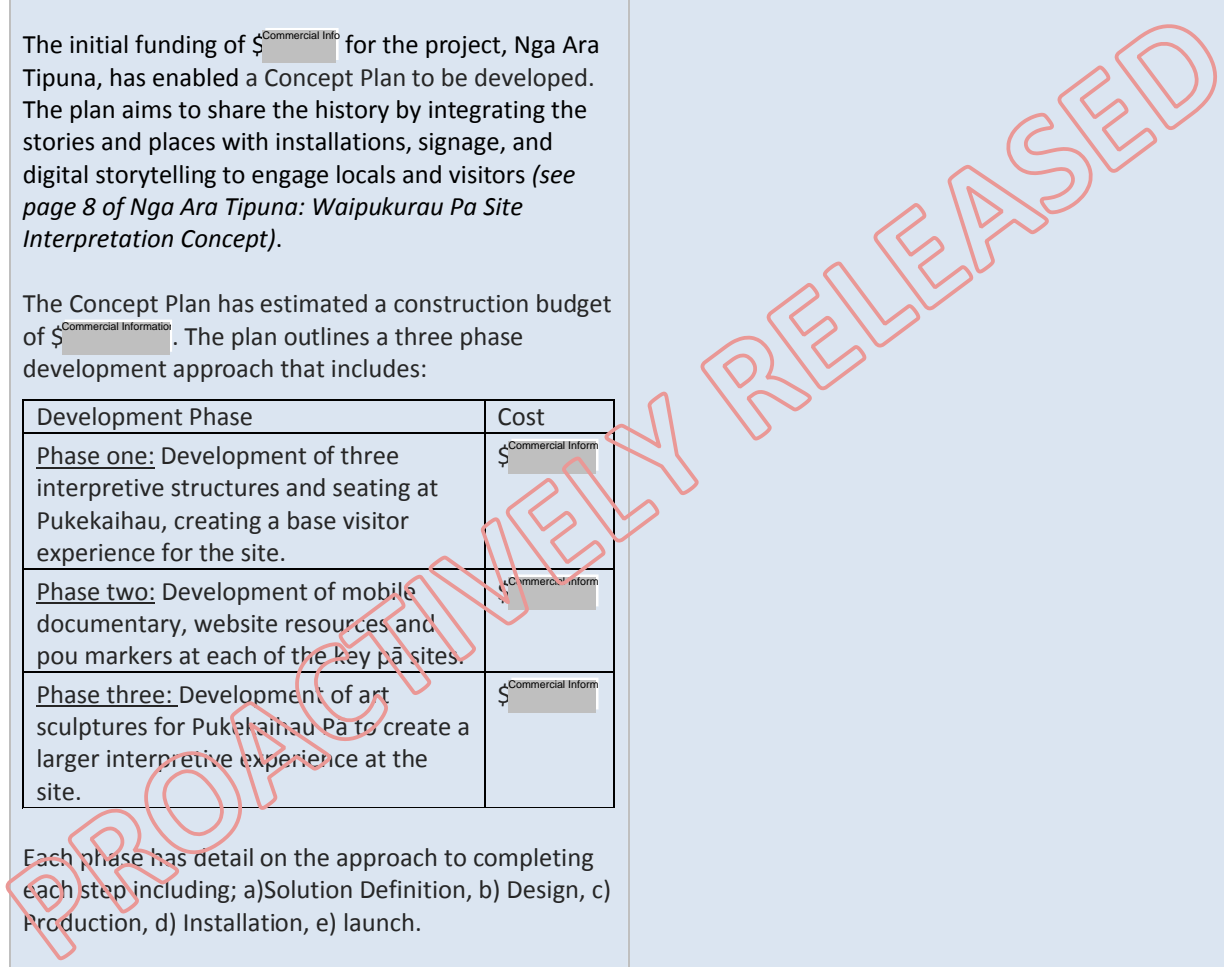 The initial funding of $Commercial Info for the project, Nga Ara
Tipuna, has enabled a Concept Plan to be developed.
The plan aims to share the history by integrating the
stories and places with installations, signage, and
digital storytelling to engage locals and visitors (see
page 8 of Nga Ara Tipuna: Waipukurau Pa Site
Interpretation Concept).
The Concept Plan has estimated a construction budget
of $Commercial Information. The plan outlines a three phase
development approach that includes:
Development Phase Cost
Phase one: Development of three $Commercial Inform
interpretive structures and seating at
Pukekaihau, creating a base visitor
experience for the site.
Phase two: Development of mobile $Commercial Inform
documentary, website resources and
pou markers at each of the key pā sites.
Phase three: Development of art $Commercial Inform
sculptures for Pukekaihau Pa to create a
larger interpretive experience at the
site.
Each phase has detail on the approach to completing
each step including; a)Solution Definition, b) Design, c)
Production, d) Installation, e) launch.
PROACTIVELY RELEASED